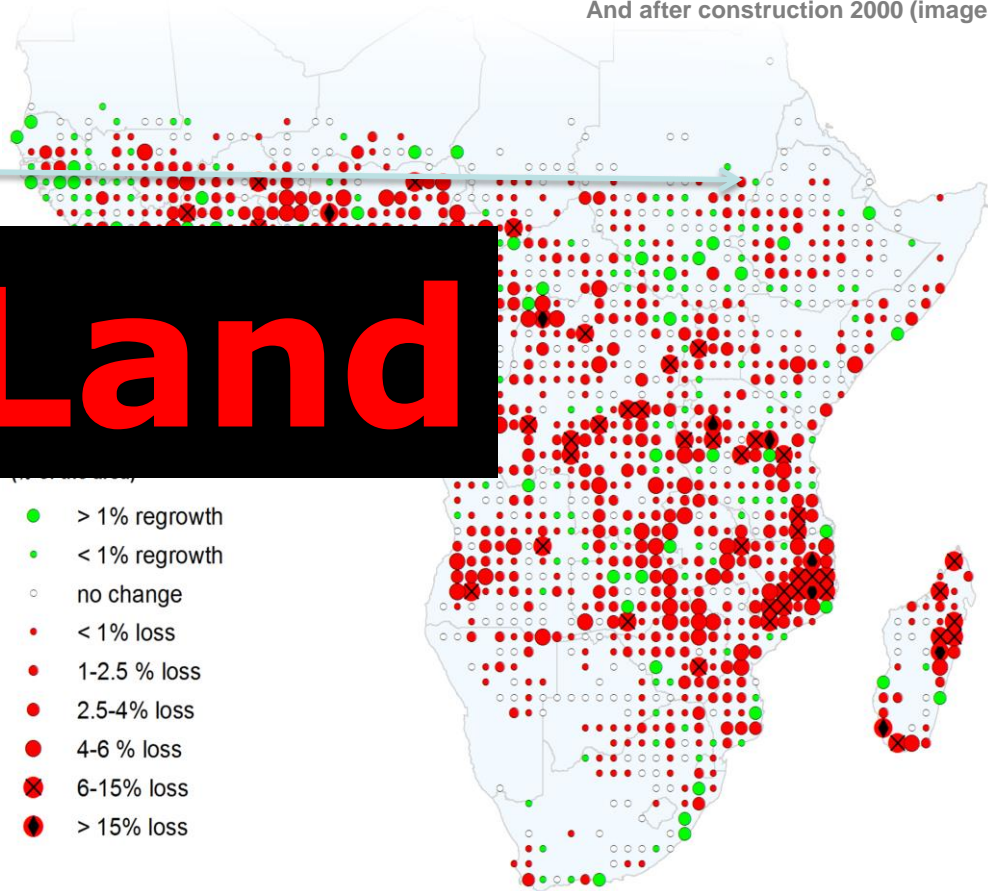 And after construction 2000 (image
Land
> 1% regrowth
< 1% regrowth
no change
< 1% loss
1-2.5 % loss
2.5-4% loss
4-6 % loss
6-15% loss
> 15% loss